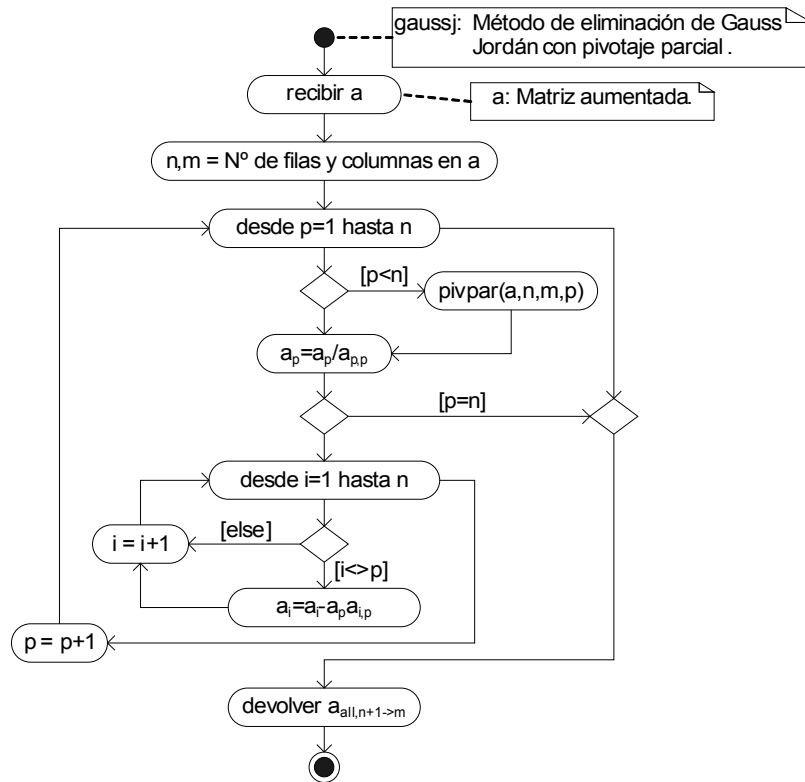 gaussj: Método de eliminación de Gauss
Jordán con pivotaje parcial .
recibir a
a: Matriz aumentada.
n,m = Nº de filas y columnas en a
desde p=1 hasta n
[p<n]
pivpar(a,n,m,p)
aₚ=aₚ/aₚ,ₚ
[p=n]
desde i=1 hasta n
[else]
i = i+1
[i<>p]
aᵢ=aᵢ-aₚaᵢ,ₚ
p = p+1
devolver a all,n+1->m